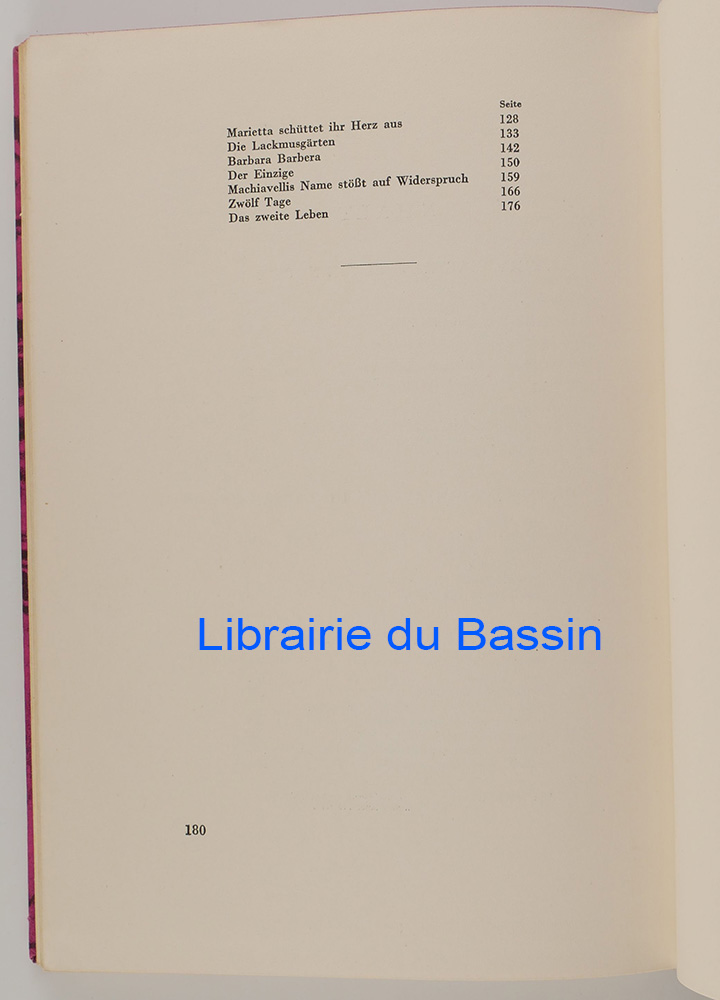 Seite
Marietta schüttet ihr Herz aus 128
Die Lackmusgärten 133
Barbara Barbera 142
Der Einzige 150
Machiavellis Name stößt auf Widerspruch 159
Zwölf Tage 166
Das zweite Leben 176
Librairie du Bassin
180